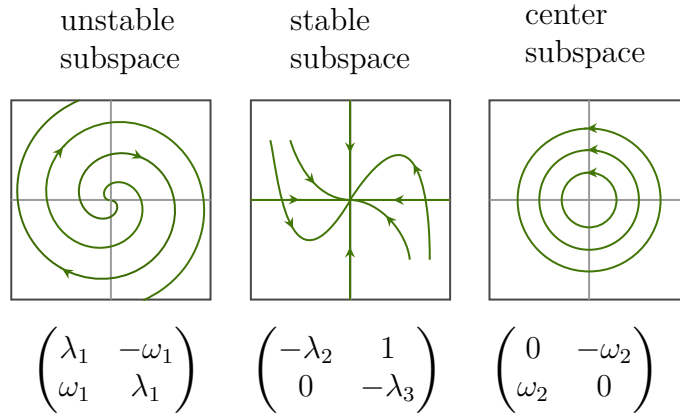 unstable
subspace
stable
subspace
center
subspace
λ₁ -ω₁
ω₁ λ₁
-λ₂ 1
0 -λ₃
0 -ω₂
ω₂ 0